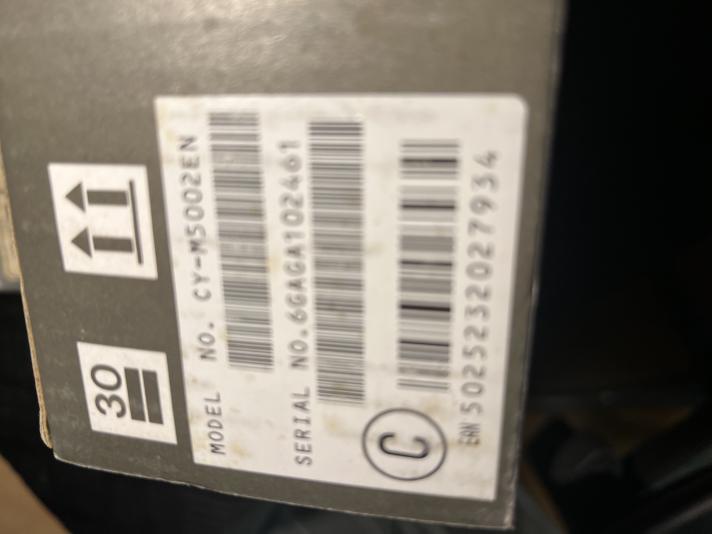 MODEL NO. CY-M5002EN
SERIAL NO.6GAGA102461
C
EAN 5025232027934
30